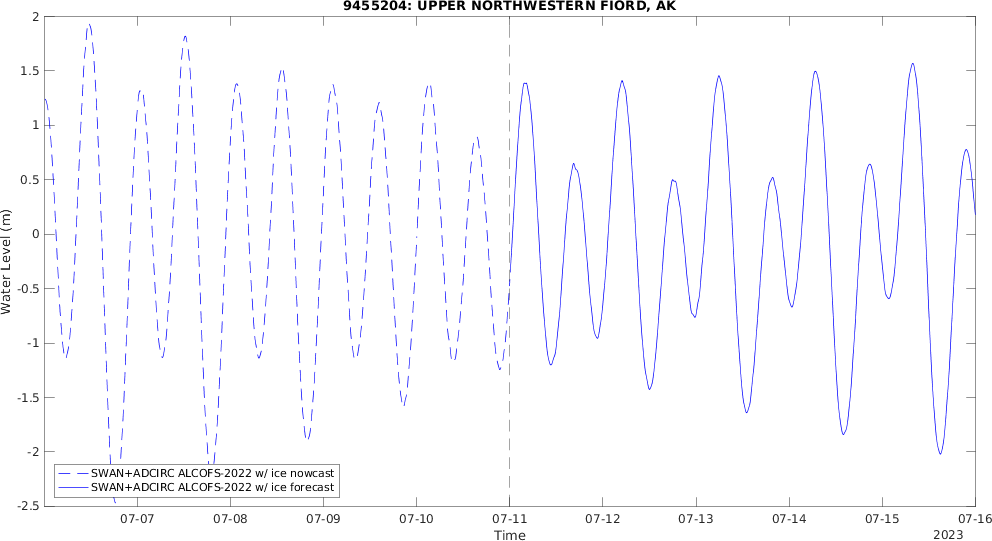 9455204: UPPER NORTHWESTERN FIORD, AK
2
1.5
1
0.5
0
-0.5
-1
-1.5
-2
-2.5
Water Level (m)
SWAN+ADCIRC ALCOFS-2022 w/ ice nowcast
SWAN+ADCIRC ALCOFS-2022 w/ ice forecast
07-07 07-08 07-09 07-10 07-11 07-12 07-13 07-14 07-15 07-16
Time
2023